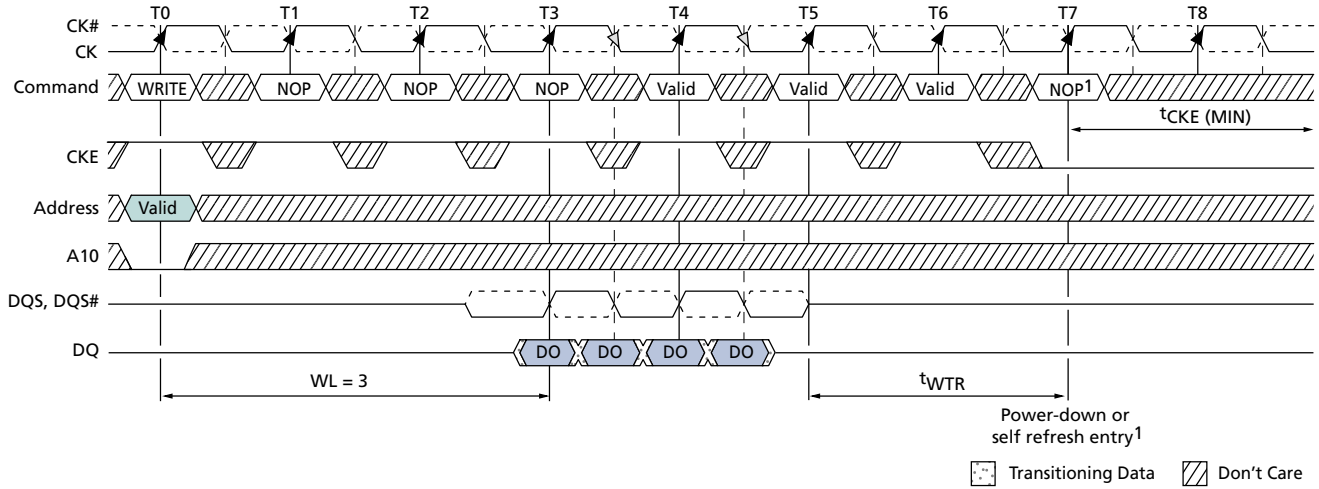 T0 T1 T2 T3 T4 T5 T6 T7 T8
CK#
CK
Command WRITE NOP NOP NOP Valid Valid Valid NOP1
tCKE (MIN)
CKE
Address Valid
A10
DQS, DQS#
DQ DO DO DO DO
WL = 3 tWTR
Power-down or
self refresh entry1
Transitioning Data Don't Care